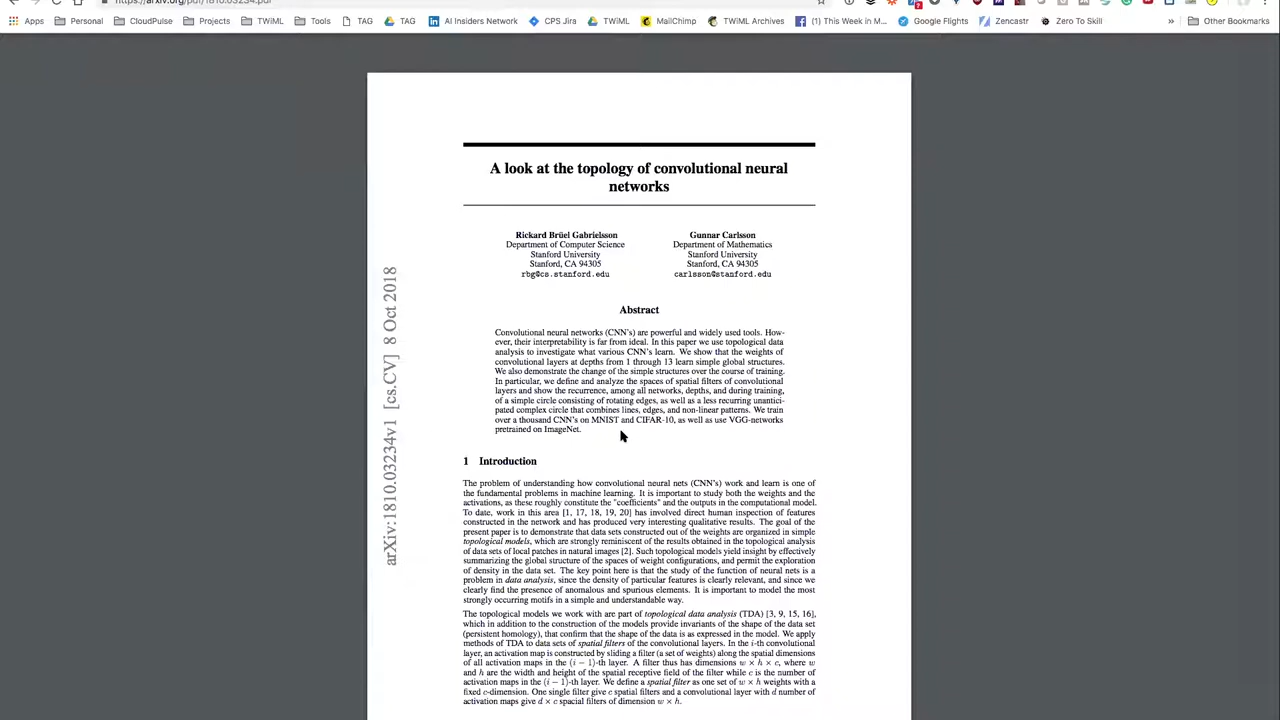 https://arxiv.org/pdf/1810.03234.pdf
Apps Personal CloudPulse Projects TWiML Tools TAG TAG AI Insiders Network CPS Jira TWiML MailChimp TWiML Archives (1) This Week in M... Google Flights Zencastr Zero To Skill » Other Bookmarks
A look at the topology of convolutional neural
networks
Rickard Brüel Gabrielsson
Department of Computer Science
Stanford University
Stanford, CA 94305
rbg@cs.stanford.edu
Gunnar Carlsson
Department of Mathematics
Stanford University
Stanford, CA 94305
carlsson@stanford.edu
arXiv:1810.03234v1 [cs.CV] 8 Oct 2018
Abstract
Convolutional neural networks (CNN's) are powerful and widely used tools. How-
ever, their interpretability is far from ideal. In this paper we use topological data
analysis to investigate what various CNN's learn. We show that the weights of
convolutional layers at depths from 1 through 13 learn simple global structures.
We also demonstrate the change of the simple structures over the course of training.
In particular, we define and analyze the spaces of spatial filters of convolutional
layers and show the recurrence, among all networks, depths, and during training,
of a simple circle consisting of rotating edges, as well as a less recurring unantici-
pated complex circle that combines lines, edges, and non-linear patterns. We train
over a thousand CNN's on MNIST and CIFAR-10, as well as use VGG-networks
pretrained on ImageNet.
1 Introduction
The problem of understanding how convolutional neural nets (CNN's) work and learn is one of
the fundamental problems in machine learning. It is important to study both the weights and the
activations, as these roughly constitute the "coefficients" and the outputs in the computational model.
To date, work in this area [1, 17, 18, 19, 20] has involved direct human inspection of features
constructed in the network and has produced very interesting qualitative results. The goal of the
present paper is to demonstrate that data sets constructed out of the weights are organized in simple
topological models, which are strongly reminiscent of the results obtained in the topological analysis
of data sets of local patches in natural images [2]. Such topological models yield insight by effectively
summarizing the global structure of the spaces of weight configurations, and permit the exploration
of density in the data set. The key point here is that the study of the function of neural nets is a
problem in data analysis, since the density of particular features is clearly relevant, and since we
clearly find the presence of anomalous and spurious elements. It is important to model the most
strongly occurring motifs in a simple and understandable way.
The topological models we work with are part of topological data analysis (TDA) [3, 9, 15, 16],
which in addition to the construction of the models provide invariants of the shape of the data set
(persistent homology), that confirm that the shape of the data is as expressed in the model. We apply
methods of TDA to data sets of spatial filters of the convolutional layers. In the i-th convolutional
layer, an activation map is constructed by sliding a filter (a set of weights) along the spatial dimensions
of all activation maps in the (i − 1)-th layer. A filter thus has dimensions w × h × c, where w
and h are the width and height of the spatial receptive field of the filter while c is the number of
activation maps in the (i − 1)-th layer. We define a spatial filter as one set of w × h weights with a
fixed c-dimension. One single filter give c spatial filters and a convolutional layer with d number of
activation maps give d × c spacial filters of dimension w × h.